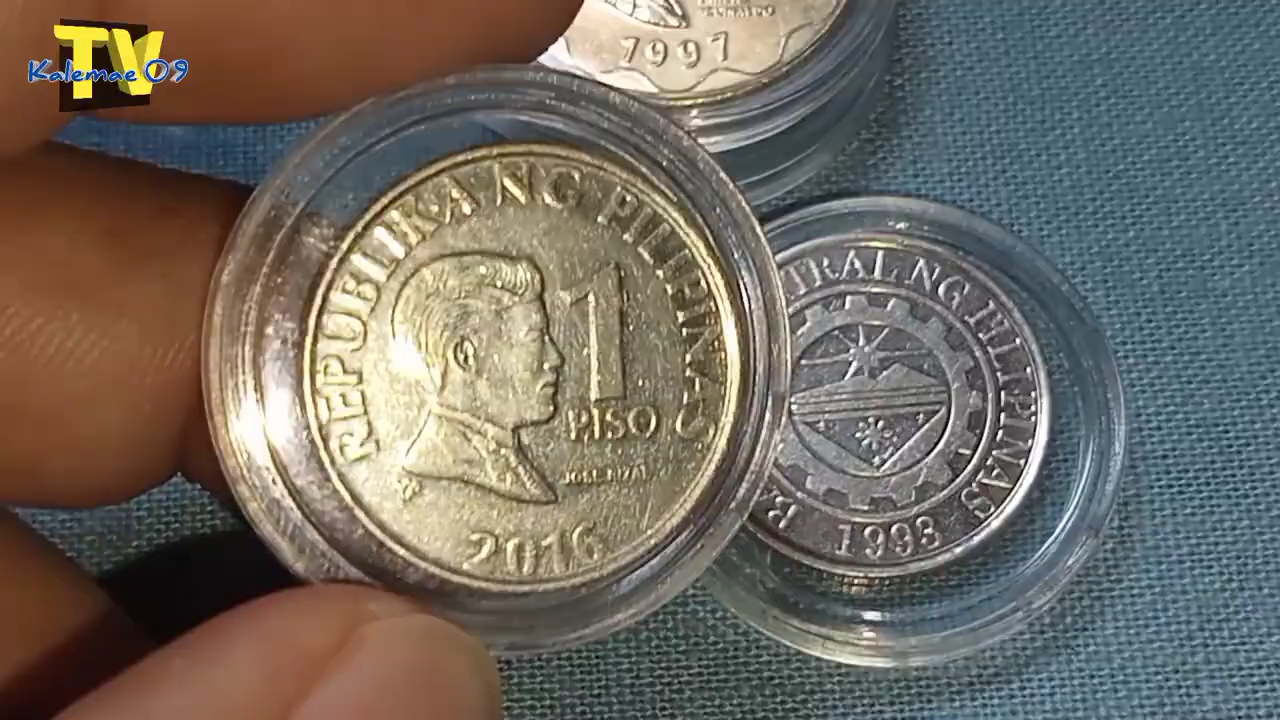 TV
Kalemae 09
1997
REPUBLIKA NG PILIPINAS
1
PISO
JOSE RIZAL
2016
TRAL NG PILIPINAS
1993